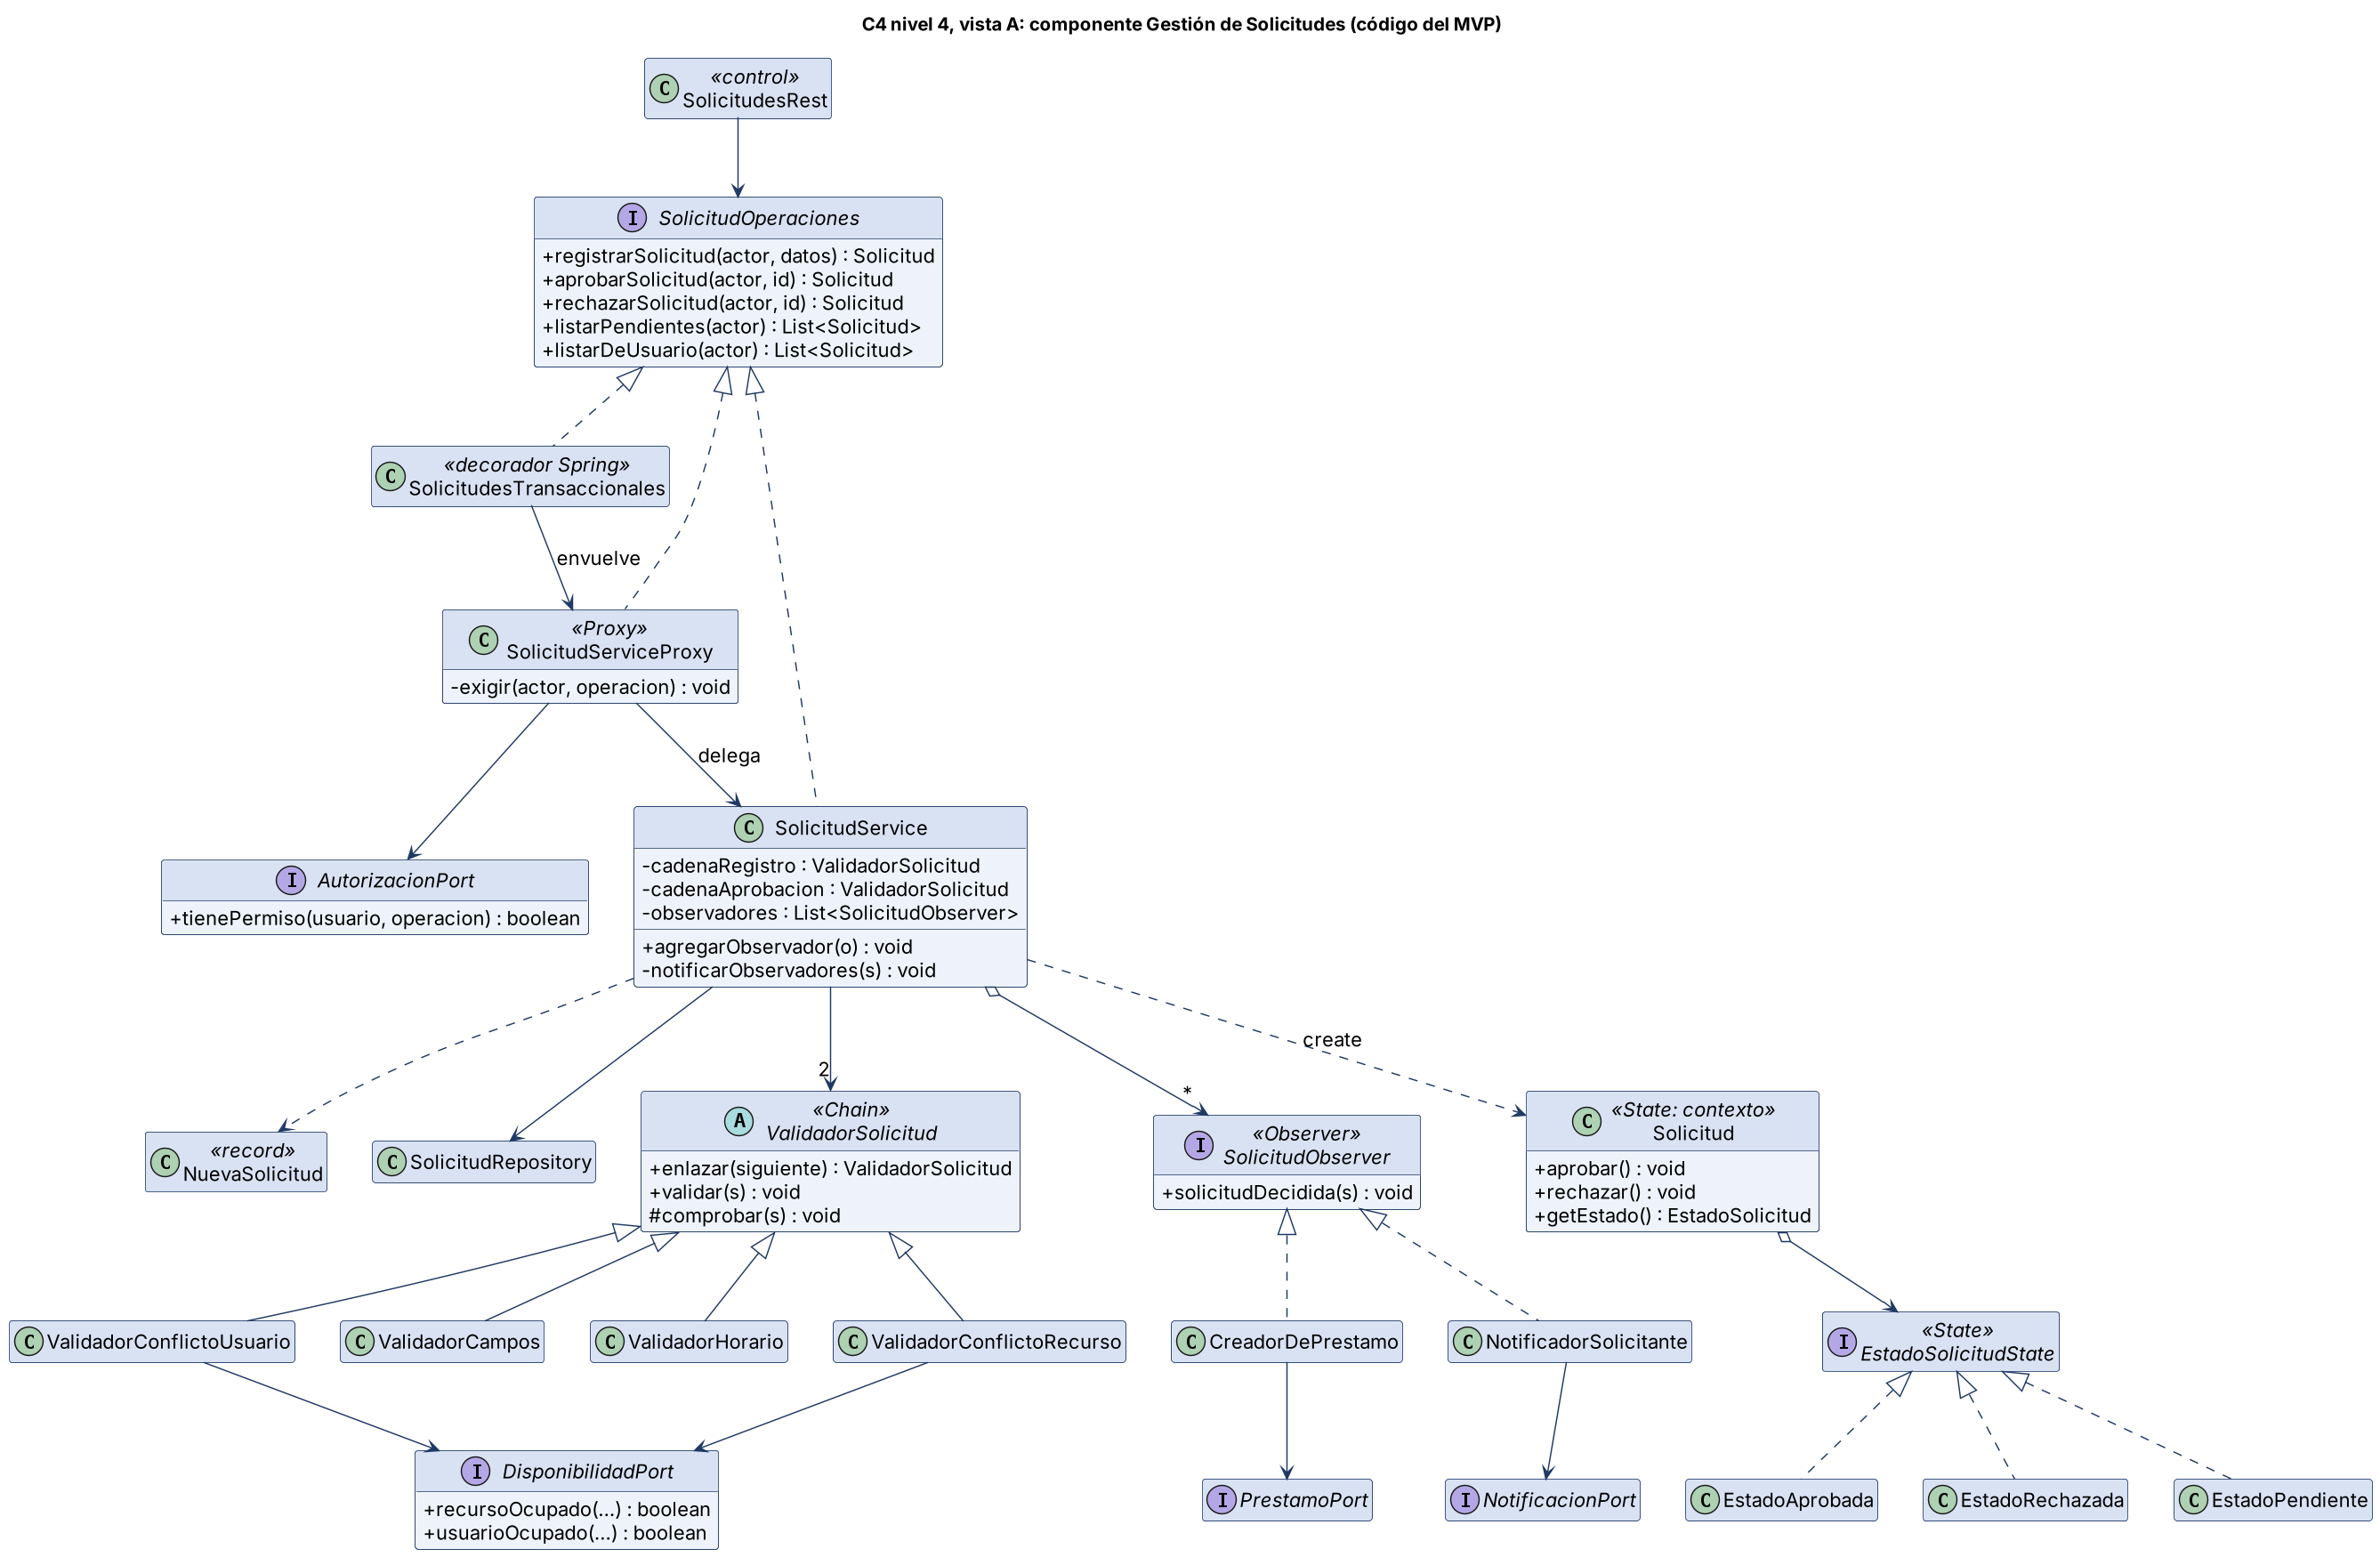 C4 nivel 4, vista A: componente Gestión de Solicitudes (código del MVP)
C
«control»
SolicitudesRest
I
SolicitudOperaciones
+registrarSolicitud(actor, datos) : Solicitud
+aprobarSolicitud(actor, id) : Solicitud
+rechazarSolicitud(actor, id) : Solicitud
+listarPendientes(actor) : List<Solicitud>
+listarDeUsuario(actor) : List<Solicitud>
C
«decorador Spring»
SolicitudesTransaccionales
envuelve
C
«Proxy»
SolicitudServiceProxy
-exigir(actor, operacion) : void
delega
I
AutorizacionPort
+tienePermiso(usuario, operacion) : boolean
C
SolicitudService
-cadenaRegistro : ValidadorSolicitud
-cadenaAprobacion : ValidadorSolicitud
-observadores : List<SolicitudObserver>
+agregarObservador(o) : void
-notificarObservadores(s) : void
create
2
*
C
«record»
NuevaSolicitud
C
SolicitudRepository
A
«Chain»
ValidadorSolicitud
+enlazar(siguiente) : ValidadorSolicitud
+validar(s) : void
#comprobar(s) : void
I
«Observer»
SolicitudObserver
+solicitudDecidida(s) : void
C
«State: contexto»
Solicitud
+aprobar() : void
+rechazar() : void
+getEstado() : EstadoSolicitud
C
ValidadorConflictoUsuario
C
ValidadorCampos
C
ValidadorHorario
C
ValidadorConflictoRecurso
C
CreadorDePrestamo
C
NotificadorSolicitante
I
«State»
EstadoSolicitudState
I
DisponibilidadPort
+recursoOcupado(...) : boolean
+usuarioOcupado(...) : boolean
I
PrestamoPort
I
NotificacionPort
C
EstadoAprobada
C
EstadoRechazada
C
EstadoPendiente